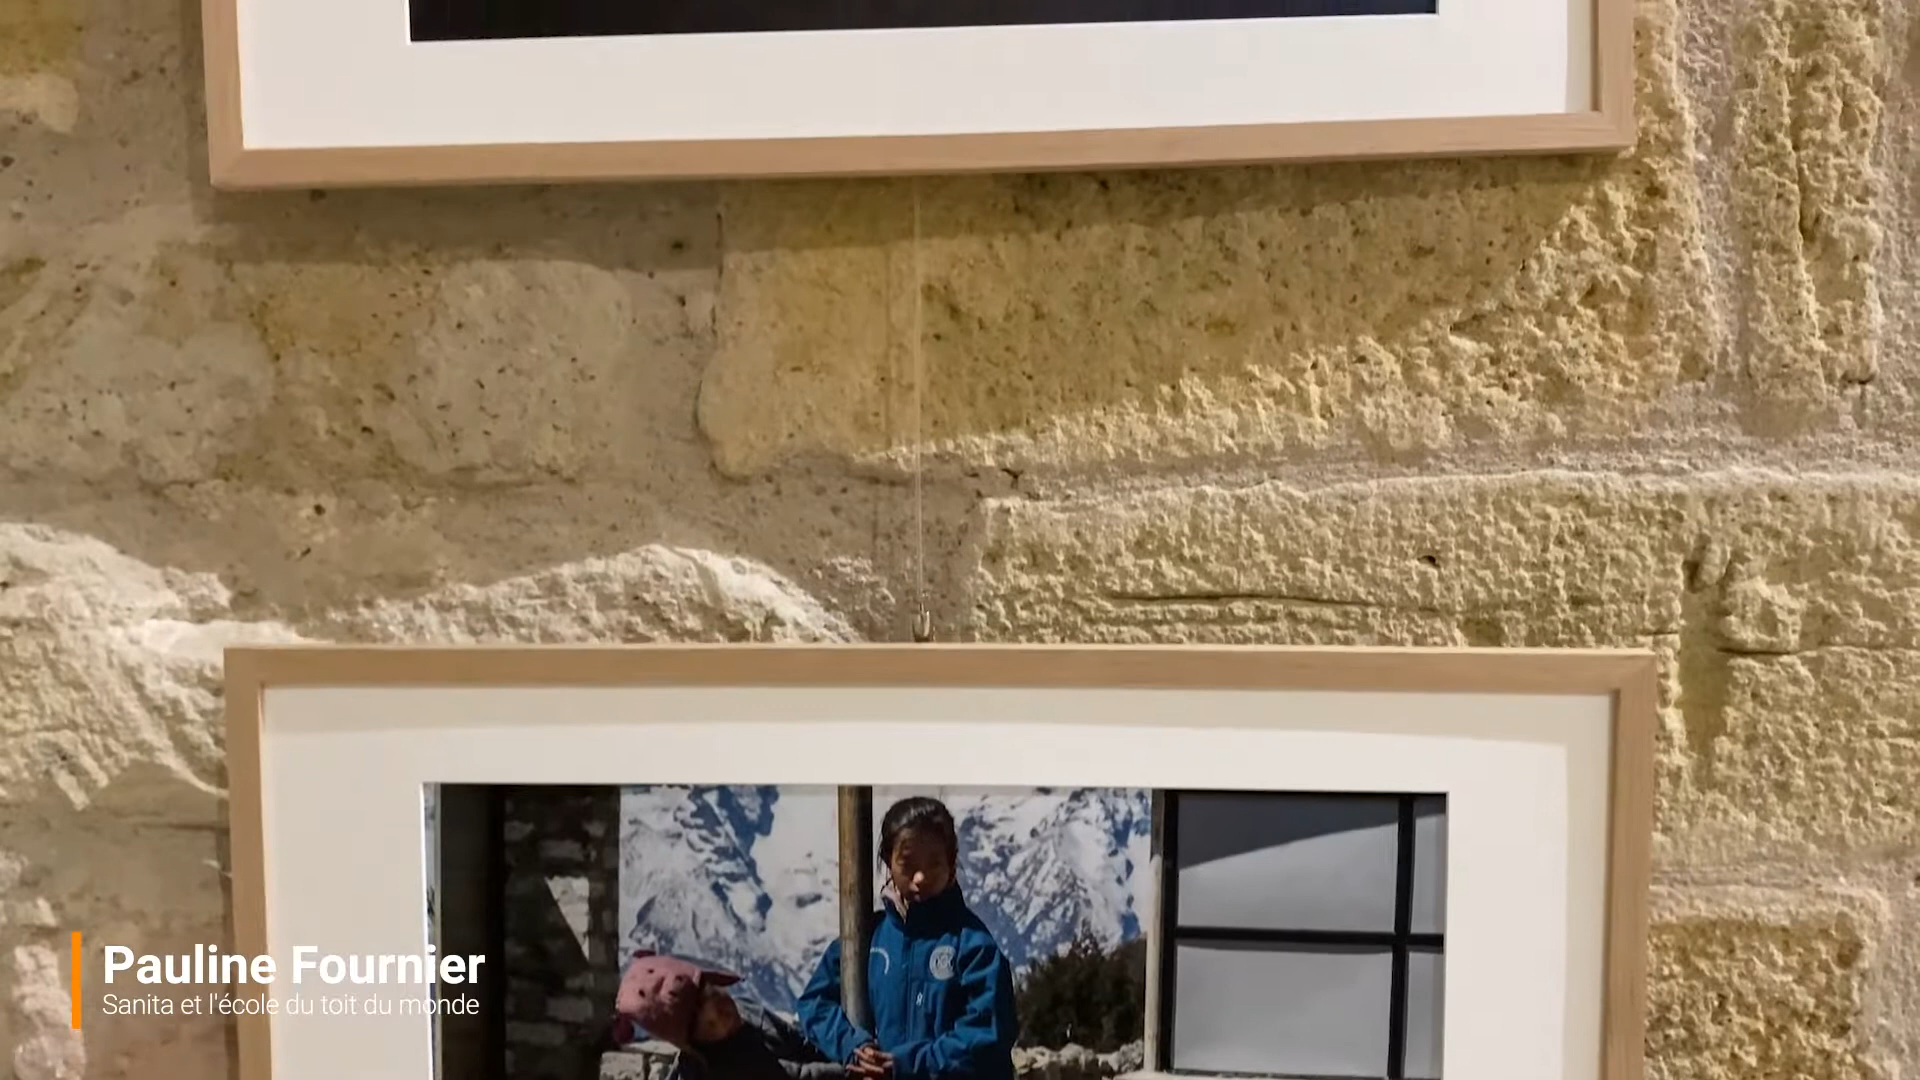 Pauline Fournier
Sanita et l'école du toit du monde